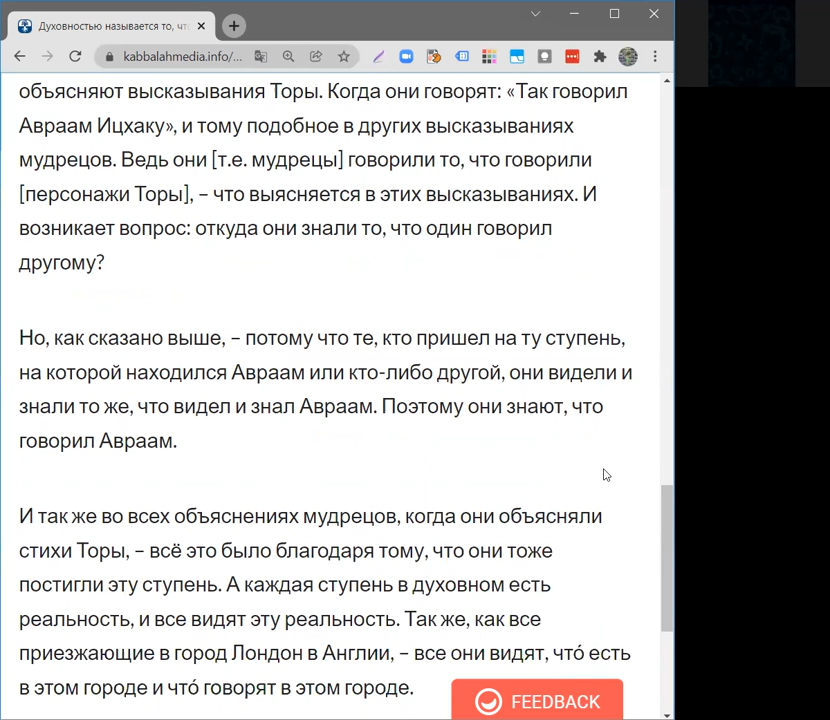 Духовностью называется то, чт
kabbalahmedia.info/...
объясняют высказывания Торы. Когда они говорят: «Так говорил
Авраам Ицхаку», и тому подобное в других высказываниях
мудрецов. Ведь они [т.е. мудрецы] говорили то, что говорили
[персонажи Торы], – что выясняется в этих высказываниях. И
возникает вопрос: откуда они знали то, что один говорил
другому?
Но, как сказано выше, – потому что те, кто пришел на ту ступень,
на которой находился Авраам или кто-либо другой, они видели и
знали то же, что видел и знал Авраам. Поэтому они знают, что
говорил Авраам.
И так же во всех объяснениях мудрецов, когда они объясняли
стихи Торы, – всё это было благодаря тому, что они тоже
постигли эту ступень. А каждая ступень в духовном есть
реальность, и все видят эту реальность. Так же, как все
приезжающие в город Лондон в Англии, – все они видят, что́ есть
в этом городе и что́ говорят в этом городе.
FEEDBACK